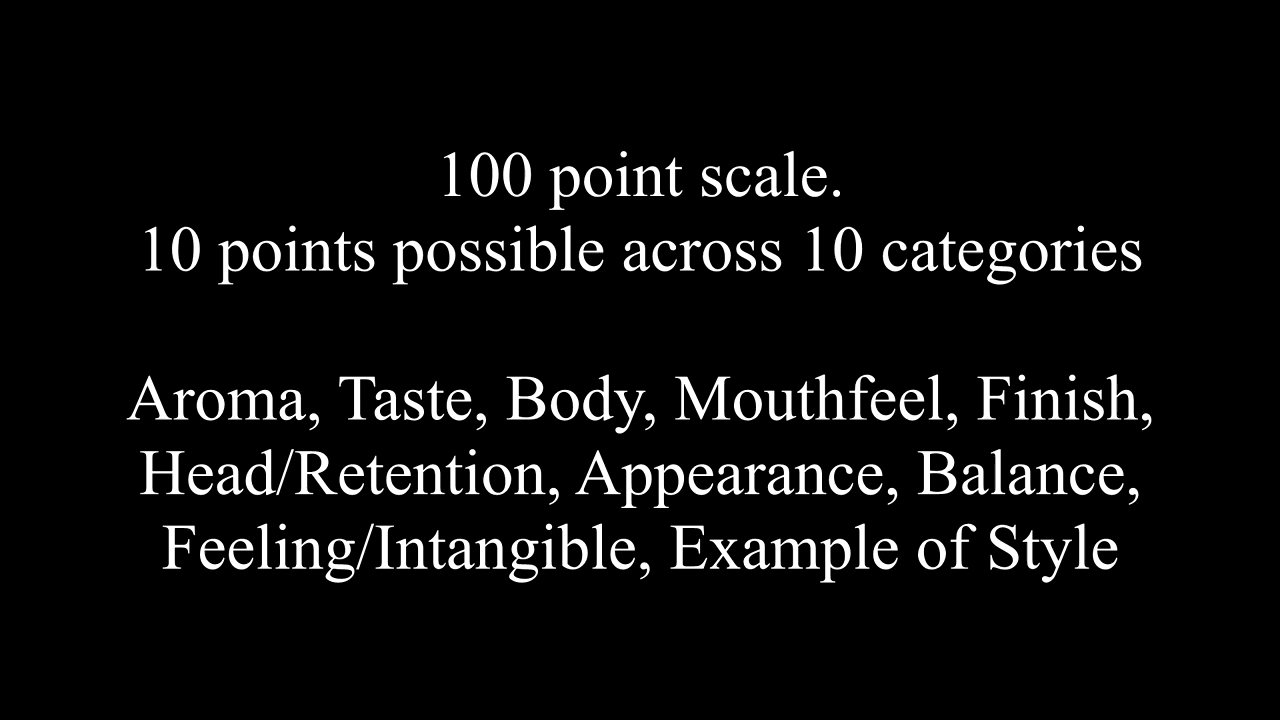 100 point scale.
10 points possible across 10 categories
Aroma, Taste, Body, Mouthfeel, Finish,
Head/Retention, Appearance, Balance,
Feeling/Intangible, Example of Style